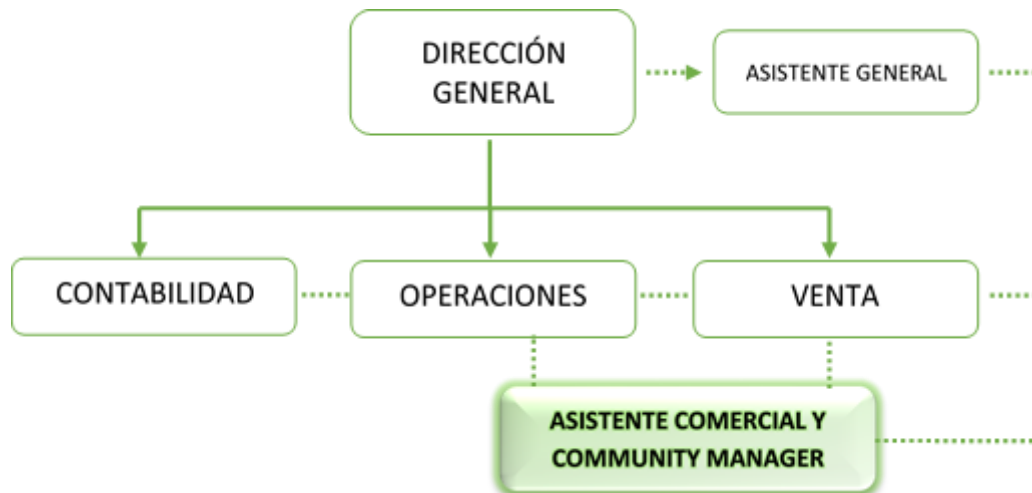 DIRECCIÓN
GENERAL
ASISTENTE GENERAL
CONTABILIDAD
OPERACIONES
VENTA
ASISTENTE COMERCIAL Y
COMMUNITY MANAGER